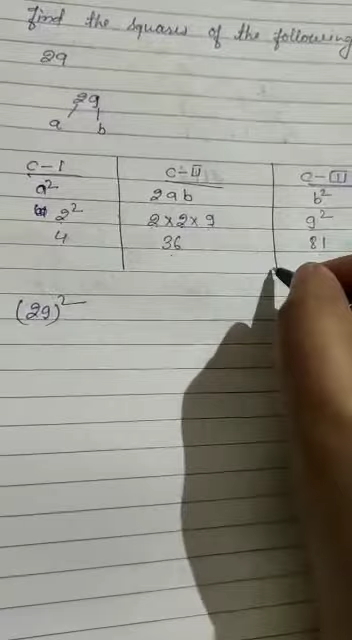 Find the squares of the following
29
29
a b
C-I C-II C-III
a² 2ab b²
2² 2×2×9 9²
4 36 81
(29)²